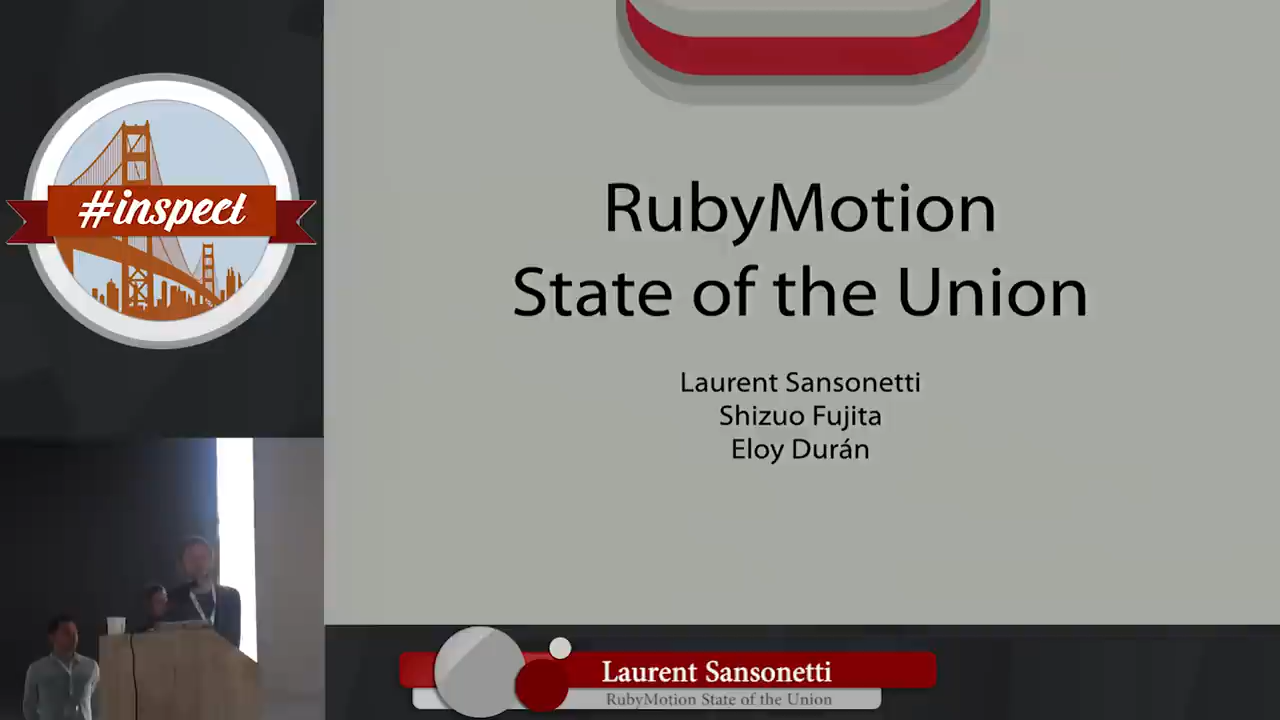 #inspect
RubyMotion
State of the Union
Laurent Sansonetti
Shizuo Fujita
Eloy Durán
Laurent Sansonetti
RubyMotion State of the Union